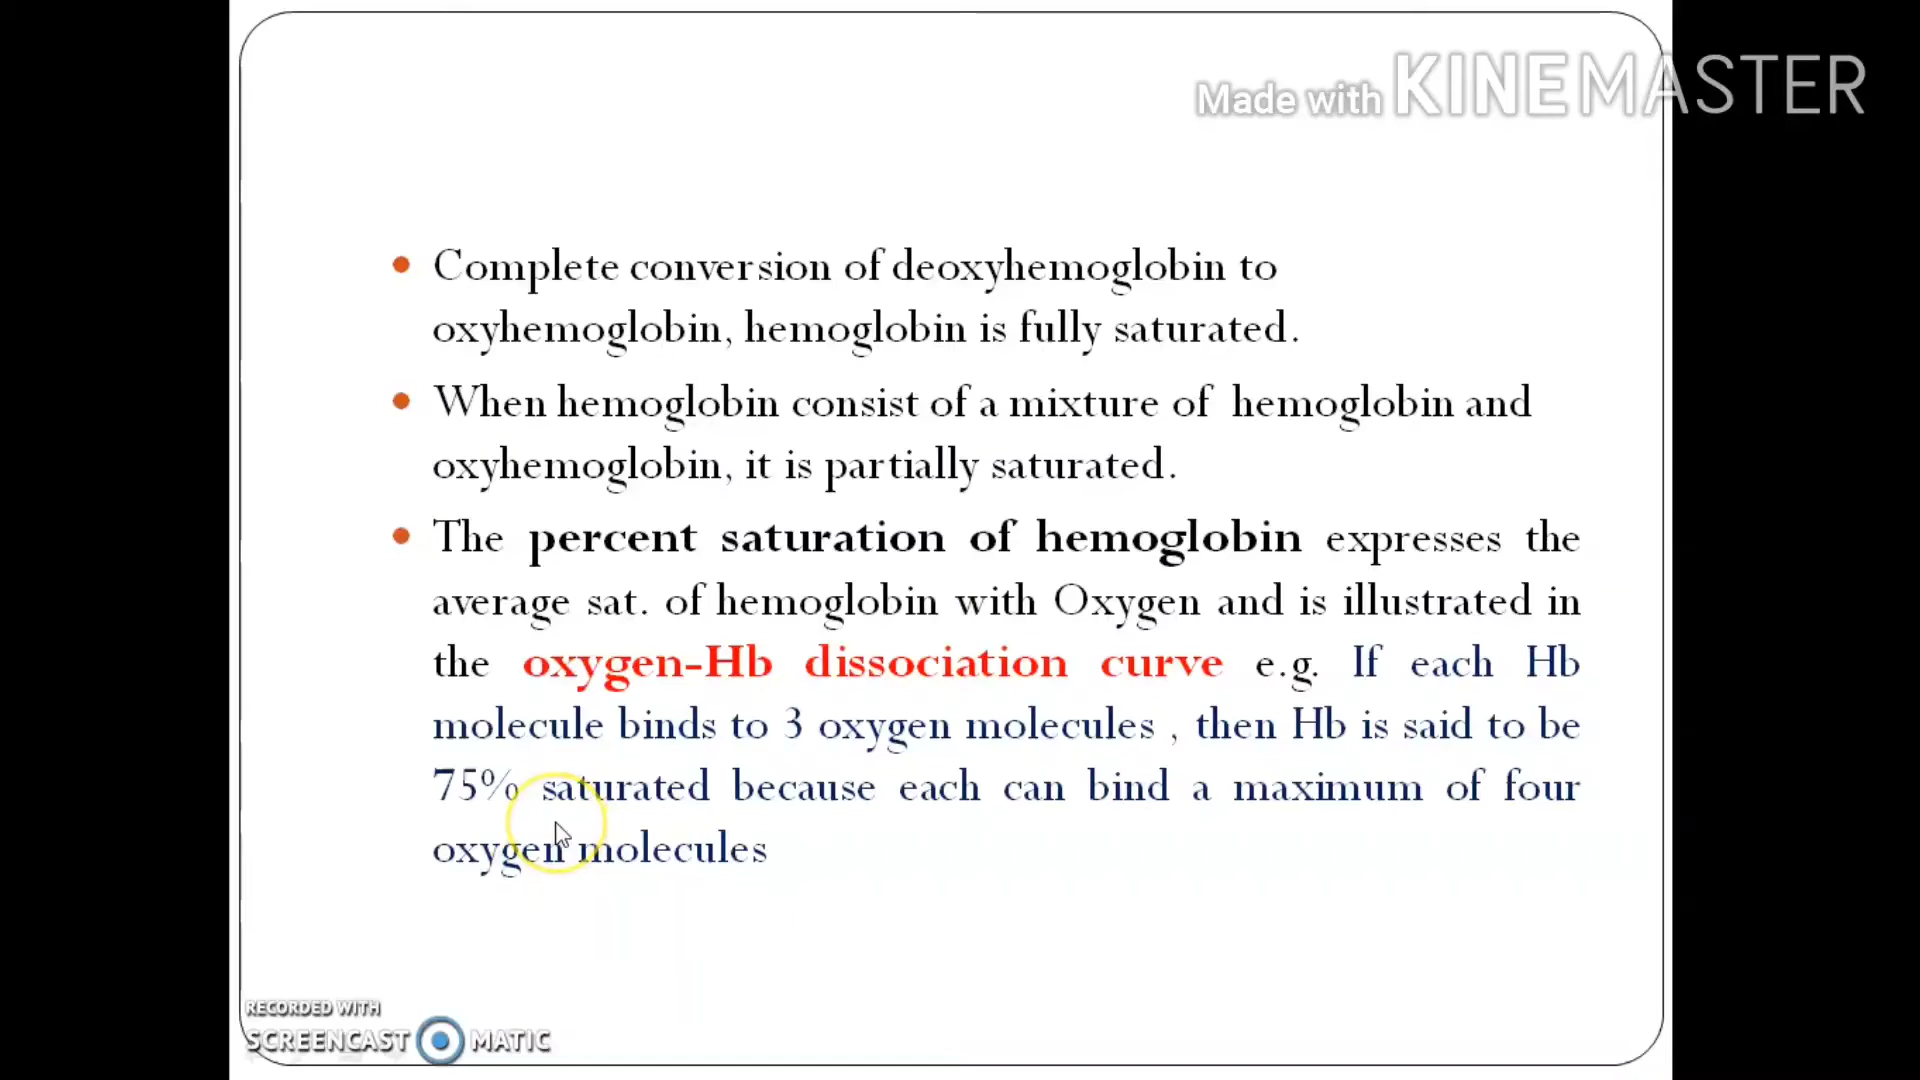 Made with KINEMASTER
• Complete conversion of deoxyhemoglobin to
oxyhemoglobin, hemoglobin is fully saturated.
• When hemoglobin consist of a mixture of hemoglobin and
oxyhemoglobin, it is partially saturated.
• The percent saturation of hemoglobin expresses the
average sat. of hemoglobin with Oxygen and is illustrated in
the oxygen-Hb dissociation curve e.g. If each Hb
molecule binds to 3 oxygen molecules , then Hb is said to be
75% saturated because each can bind a maximum of four
oxygen molecules
RECORDED WITH
SCREENCAST MATIC